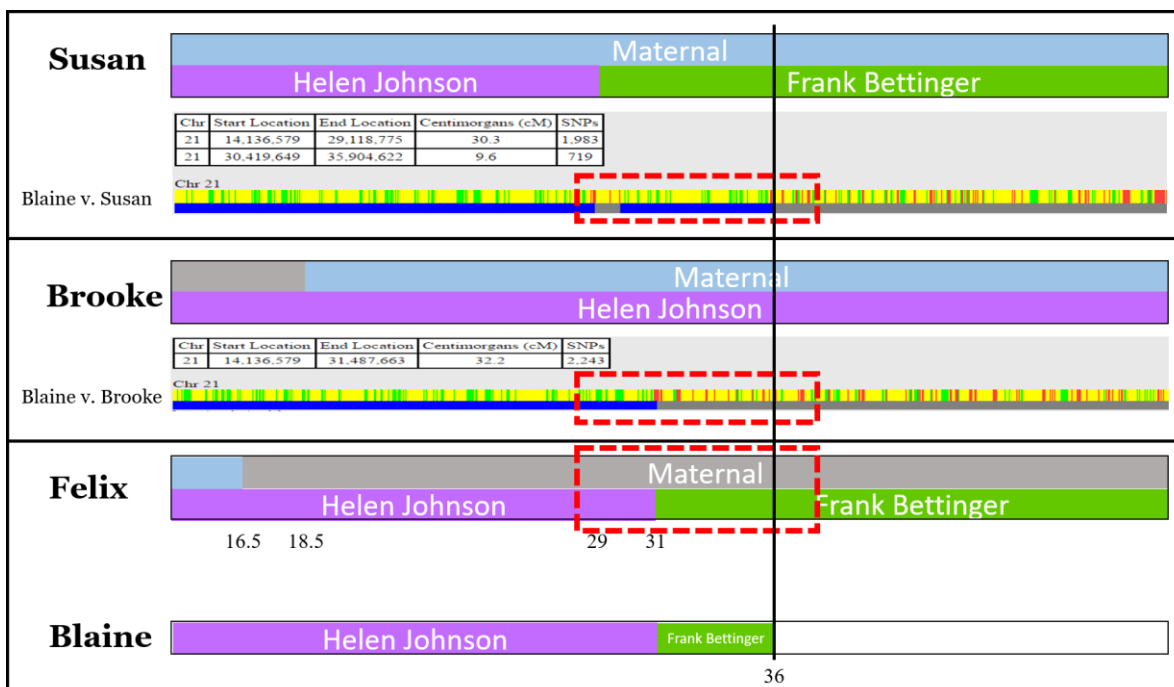 Susan
Maternal
Helen Johnson
Frank Bettinger
Chr Start Location End Location Centimorgans (cM) SNPs
21 14,136,579 29,118,775 30.3 1,983
21 30,419,649 35,904,622 9.6 719
Chr 21
Blaine v. Susan
Brooke
Maternal
Helen Johnson
Chr Start Location End Location Centimorgans (cM) SNPs
21 14,136,579 31,487,663 32.2 2,243
Chr 21
Blaine v. Brooke
Felix
Maternal
Helen Johnson
Frank Bettinger
16.5 18.5 29 31
Blaine
Helen Johnson
Frank Bettinger
36